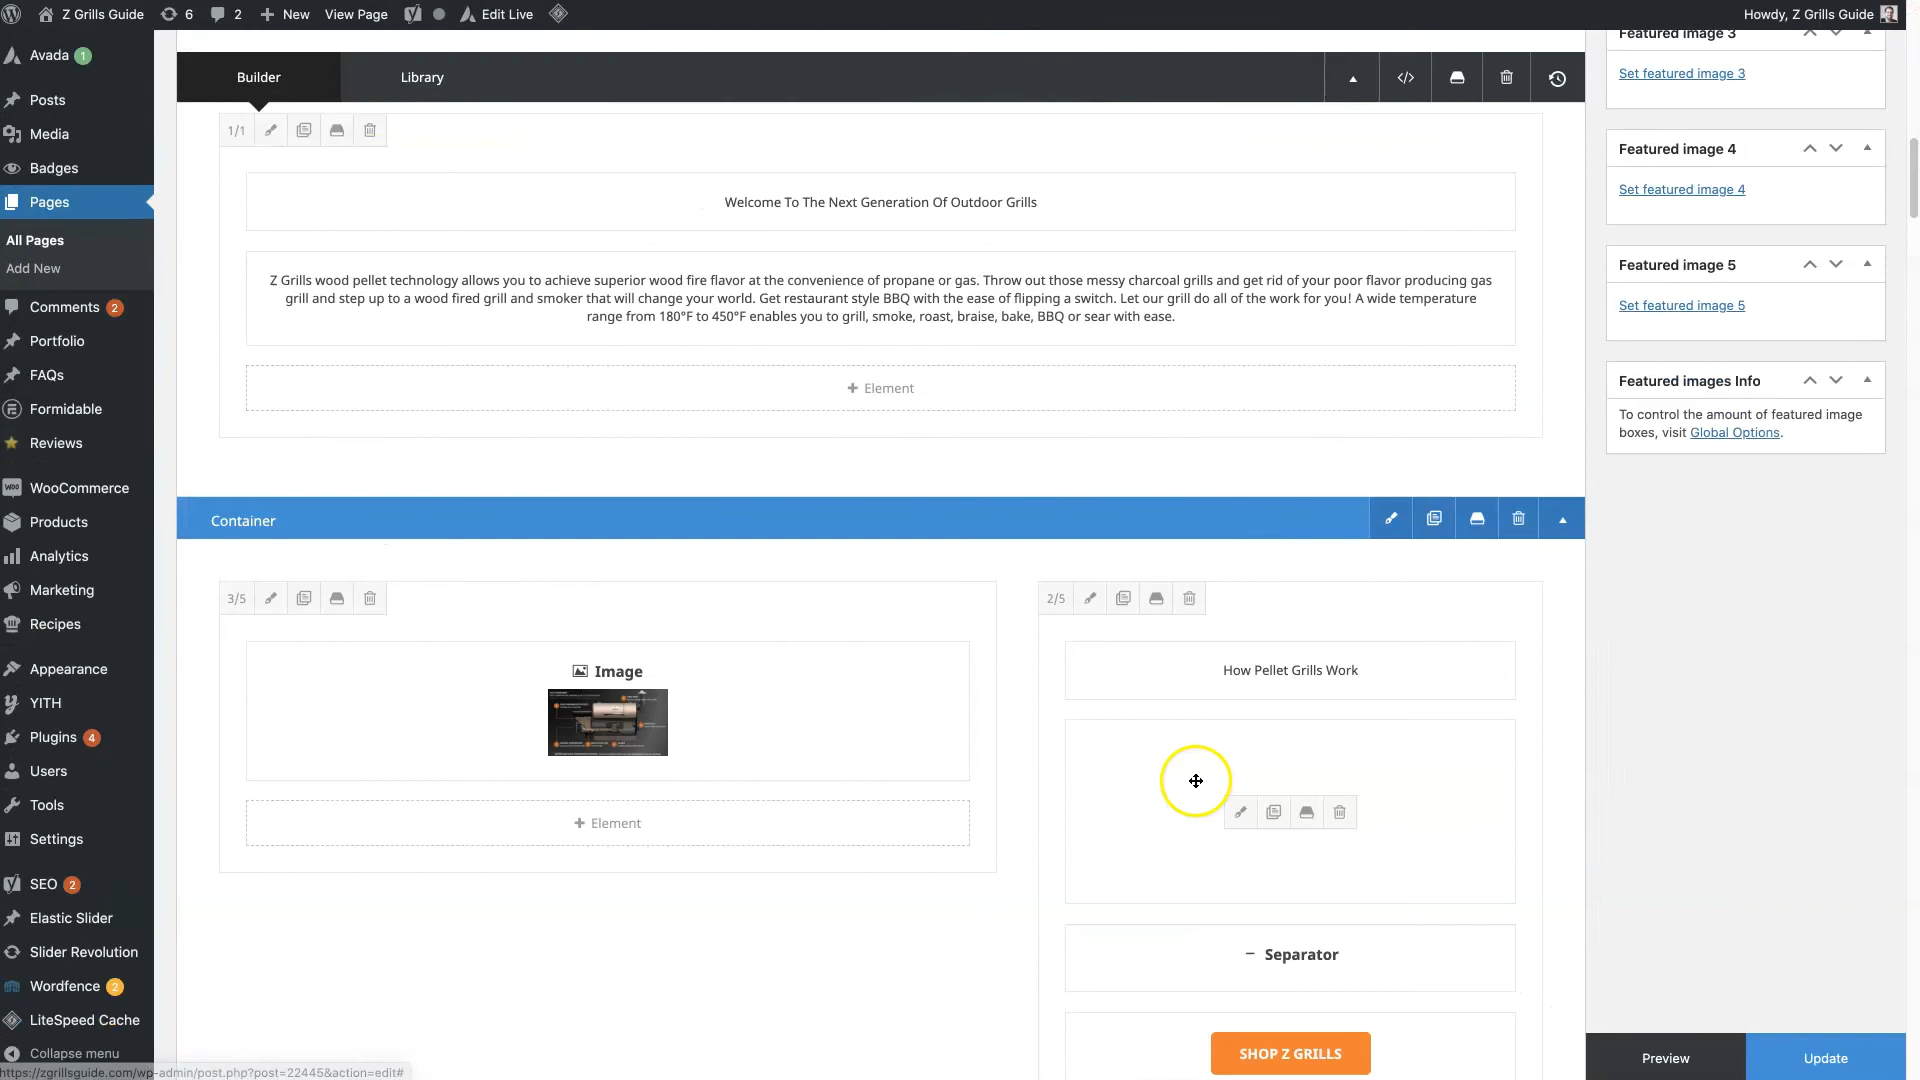 Z Grills Guide
6
2
New
View Page
Edit Live
Howdy, Z Grills Guide
Avada 1
Posts
Media
Badges
Pages
All Pages
Add New
Comments 2
Portfolio
FAQs
Formidable
Reviews
WooCommerce
Products
Analytics
Marketing
Recipes
Appearance
YITH
Plugins 4
Users
Tools
Settings
SEO 2
Elastic Slider
Slider Revolution
Wordfence 2
LiteSpeed Cache
Collapse menu
https://zgrillsguide.com/wp-admin/post.php?post=22445&action=edit#
Builder
Library
1/1
Welcome To The Next Generation Of Outdoor Grills
Z Grills wood pellet technology allows you to achieve superior wood fire flavor at the convenience of propane or gas. Throw out those messy charcoal grills and get rid of your poor flavor producing gas
grill and step up to a wood fired grill and smoker that will change your world. Get restaurant style BBQ with the ease of flipping a switch. Let our grill do all of the work for you! A wide temperature
range from 180°F to 450°F enables you to grill, smoke, roast, braise, bake, BBQ or sear with ease.
Element
Container
3/5
Image
Element
2/5
How Pellet Grills Work
Separator
SHOP Z GRILLS
Featured image 3
Set featured image 3
Featured image 4
Set featured image 4
Featured image 5
Set featured image 5
Featured images Info
To control the amount of featured image
boxes, visit Global Options.
Preview
Update